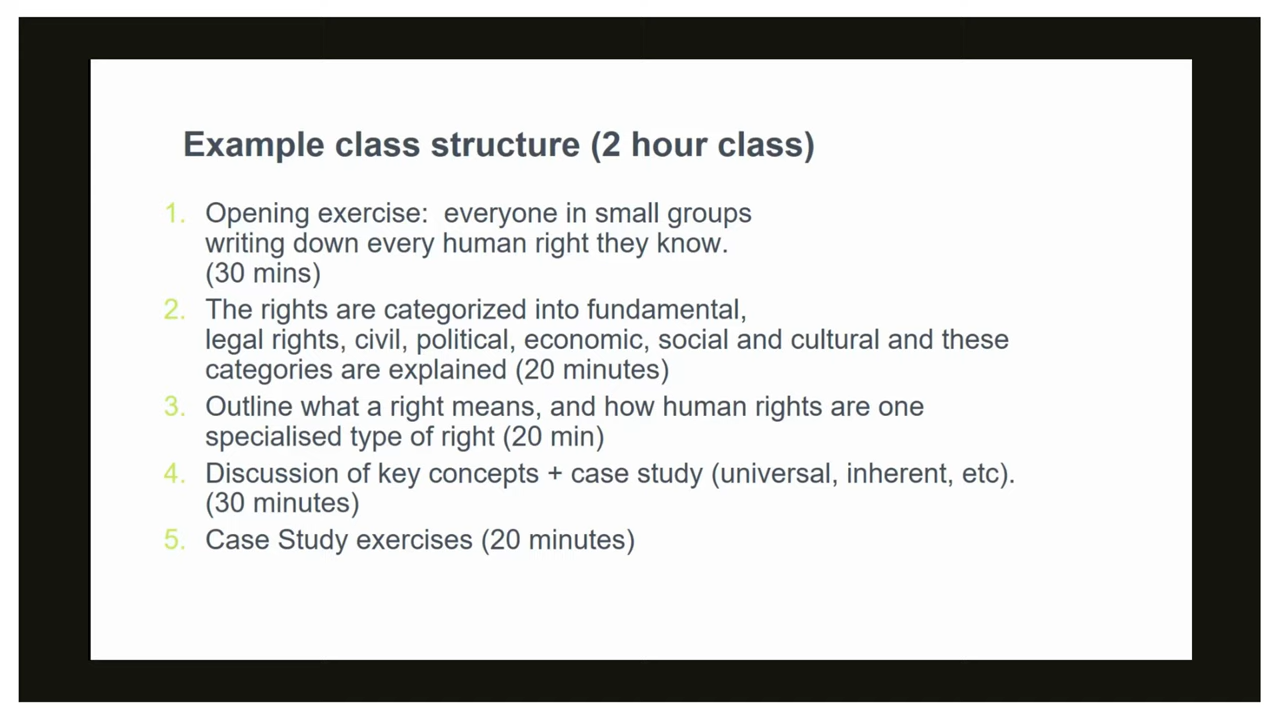 Example class structure (2 hour class)
1. Opening exercise:  everyone in small groups
writing down every human right they know.
(30 mins)
2. The rights are categorized into fundamental,
legal rights, civil, political, economic, social and cultural and these
categories are explained (20 minutes)
3. Outline what a right means, and how human rights are one
specialised type of right (20 min)
4. Discussion of key concepts + case study (universal, inherent, etc).
(30 minutes)
5. Case Study exercises (20 minutes)